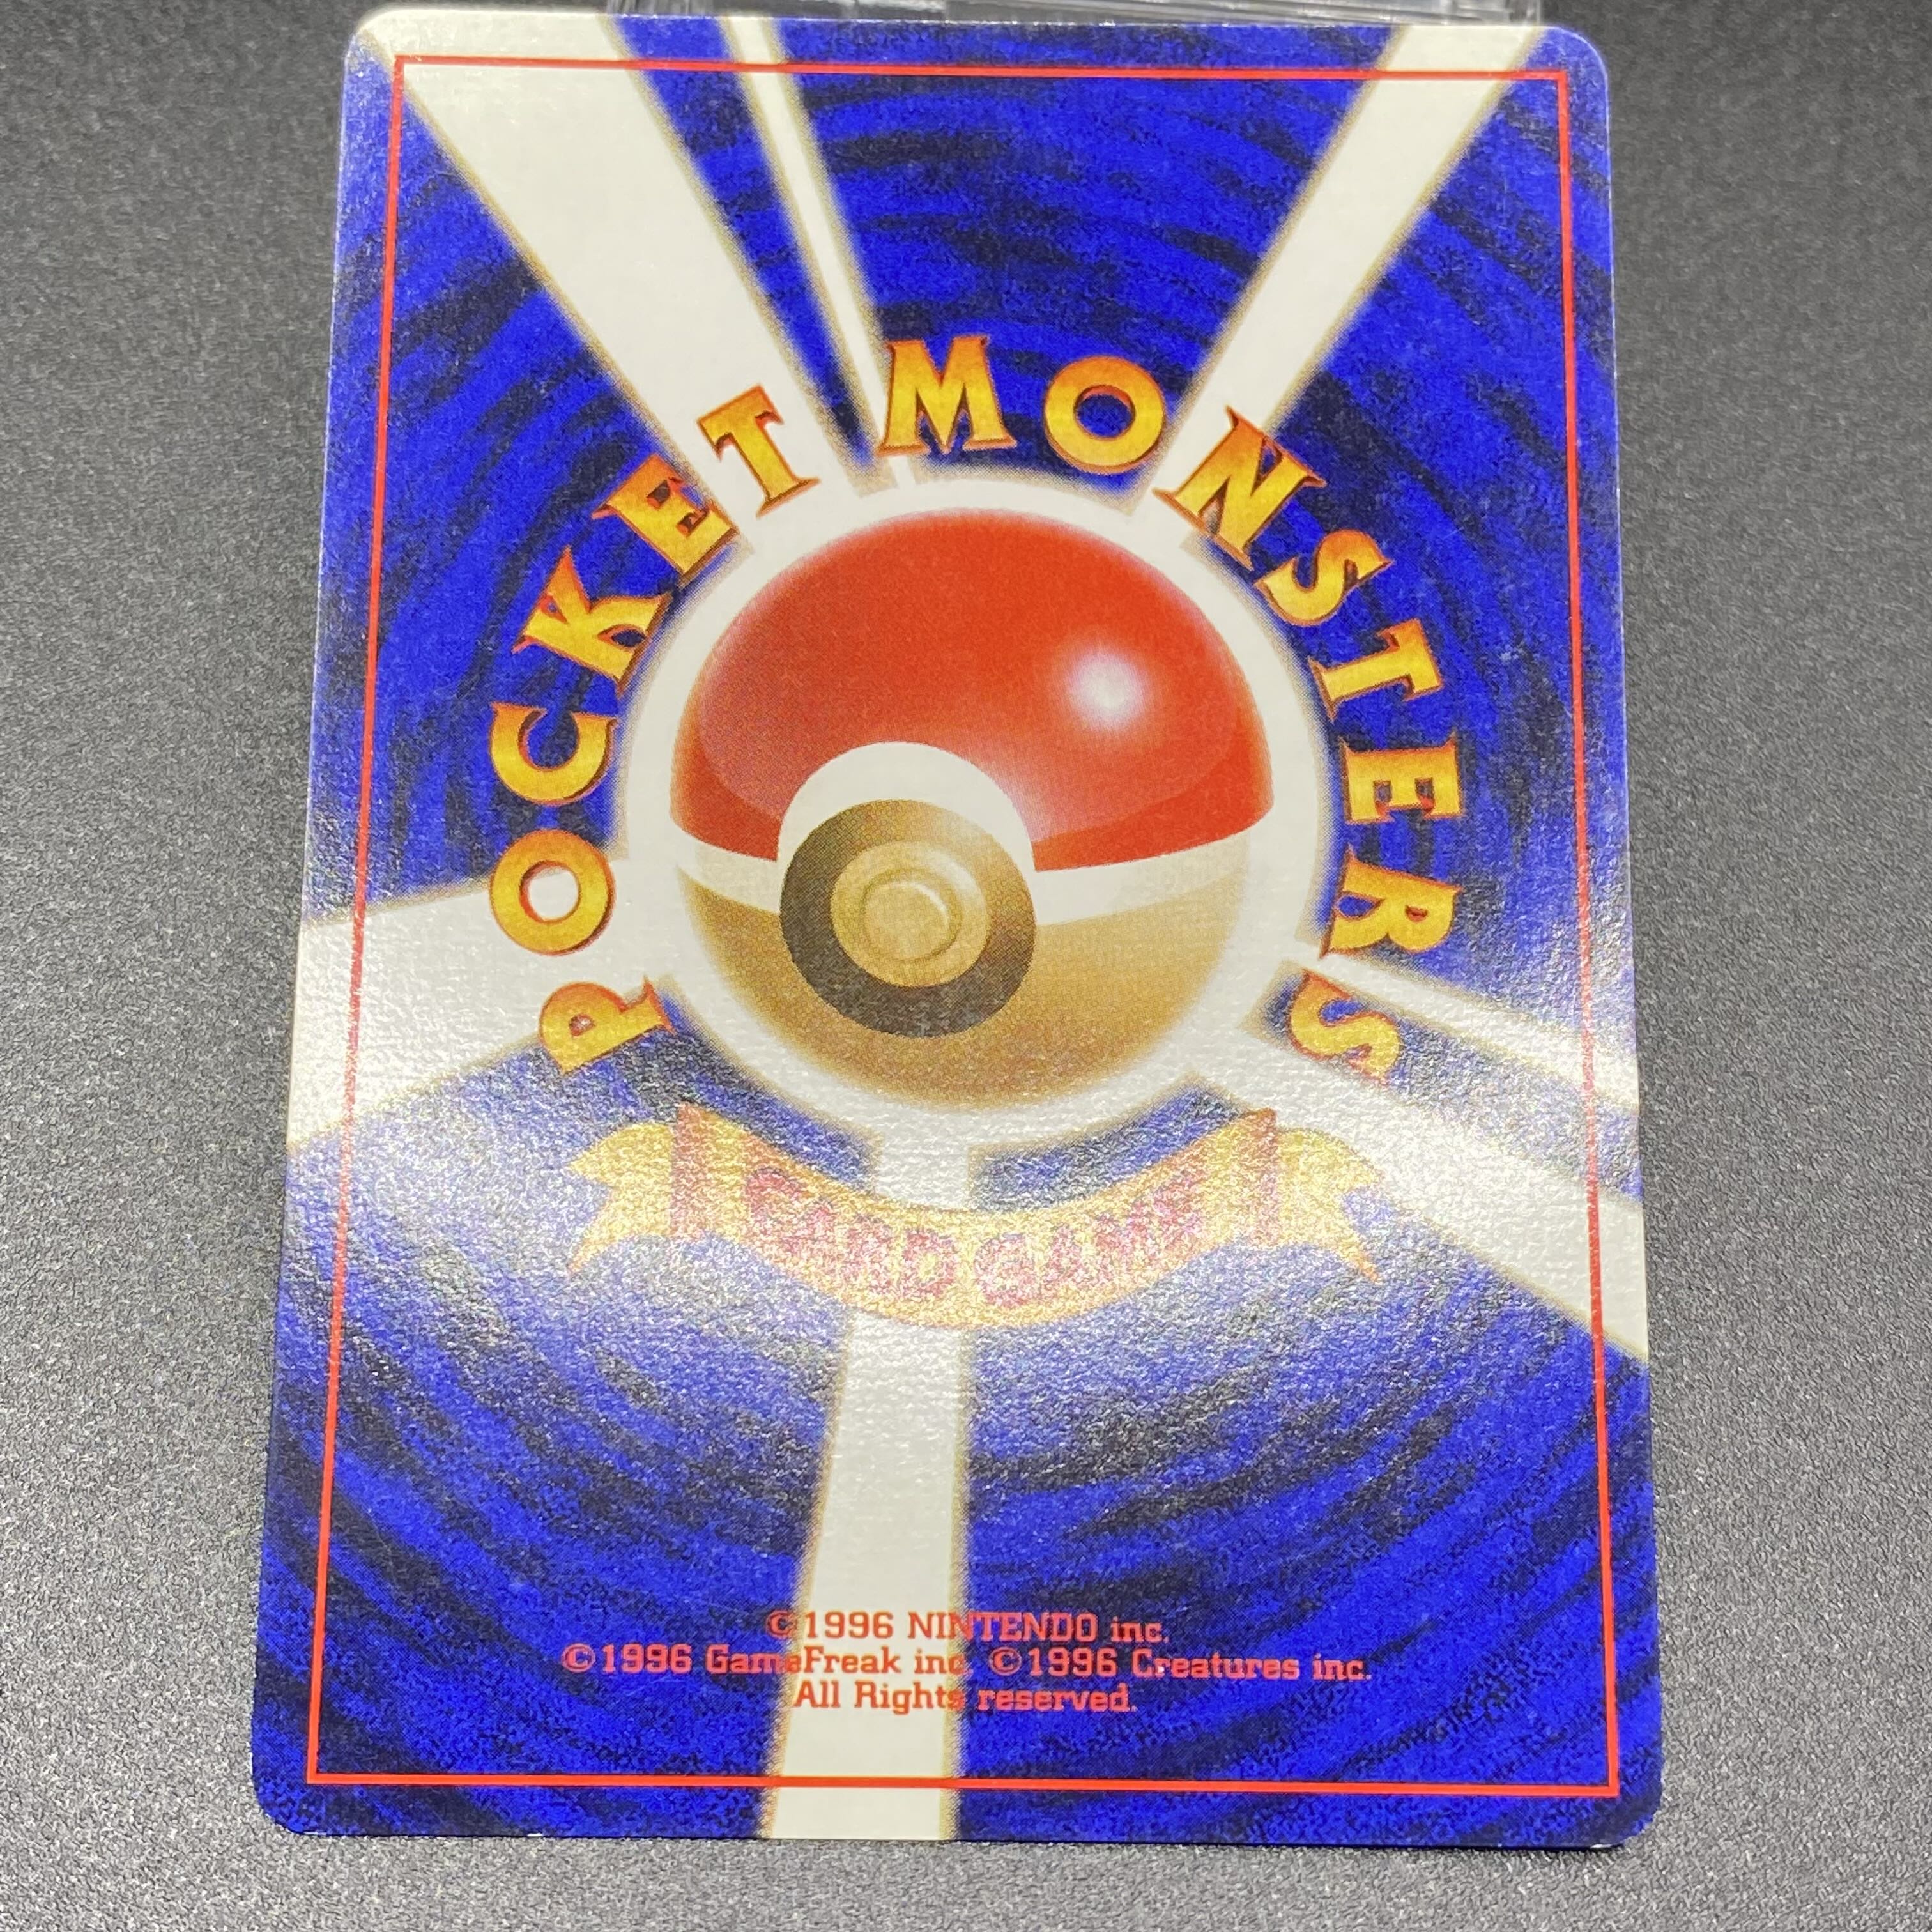 POCKET MONSTERS
CARD GAME
©1996 NINTENDO inc.
©1996 GameFreak inc. ©1996 Creatures inc.
All Rights reserved.